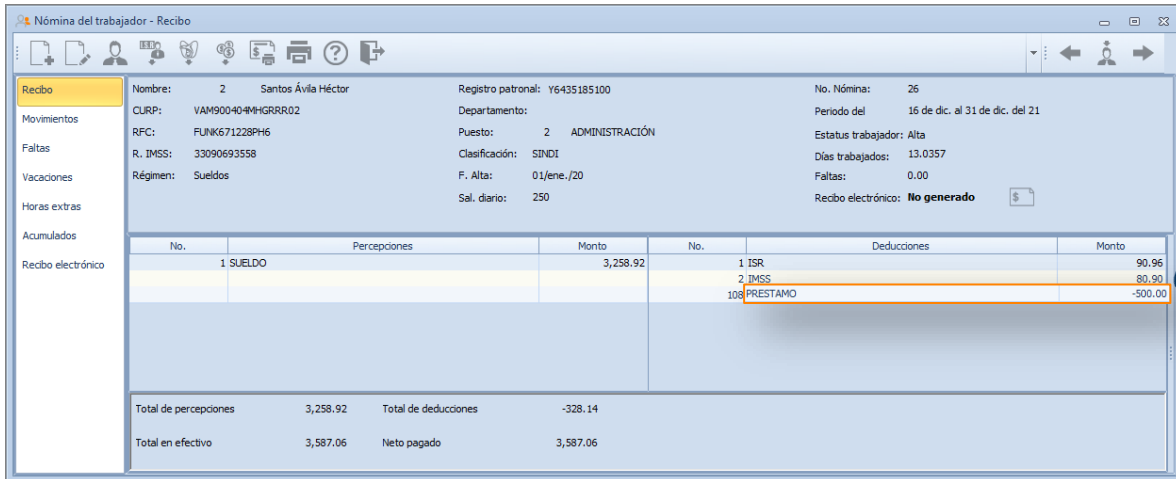 Nómina del trabajador - Recibo
Recibo
Movimientos
Faltas
Vacaciones
Horas extras
Acumulados
Recibo electrónico
Nombre: 2 Santos Ávila Héctor
CURP: VAM900404MHGRRR02
RFC: FUNK671228PH6
R. IMSS: 33090693558
Régimen: Sueldos
Registro patronal: Y6435185100
Departamento:
Puesto: 2 ADMINISTRACIÓN
Clasificación: SINDI
F. Alta: 01/ene./20
Sal. diario: 250
No. Nómina: 26
Periodo del 16 de dic. al 31 de dic. del 21
Estatus trabajador: Alta
Días trabajados: 13.0357
Faltas: 0.00
Recibo electrónico: No generado
No. Percepciones Monto No. Deducciones Monto
1 SUELDO 3,258.92 1 ISR 90.96
2 IMSS 80.90
108 PRESTAMO -500.00
Total de percepciones 3,258.92 Total de deducciones -328.14
Total en efectivo 3,587.06 Neto pagado 3,587.06